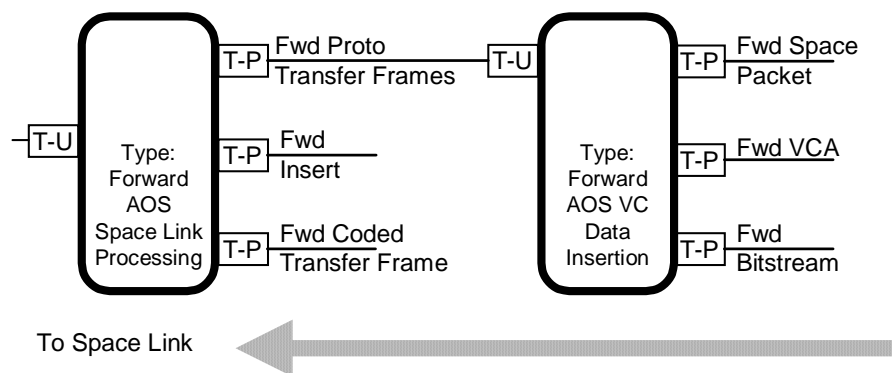 T-U
Type:
Forward
AOS
Space Link
Processing
T-P
Fwd Proto
Transfer Frames
T-P
Fwd
Insert
T-P
Fwd Coded
Transfer Frame
T-U
Type:
Forward
AOS VC
Data
Insertion
T-P
Fwd Space
Packet
T-P
Fwd VCA
T-P
Fwd
Bitstream
To Space Link